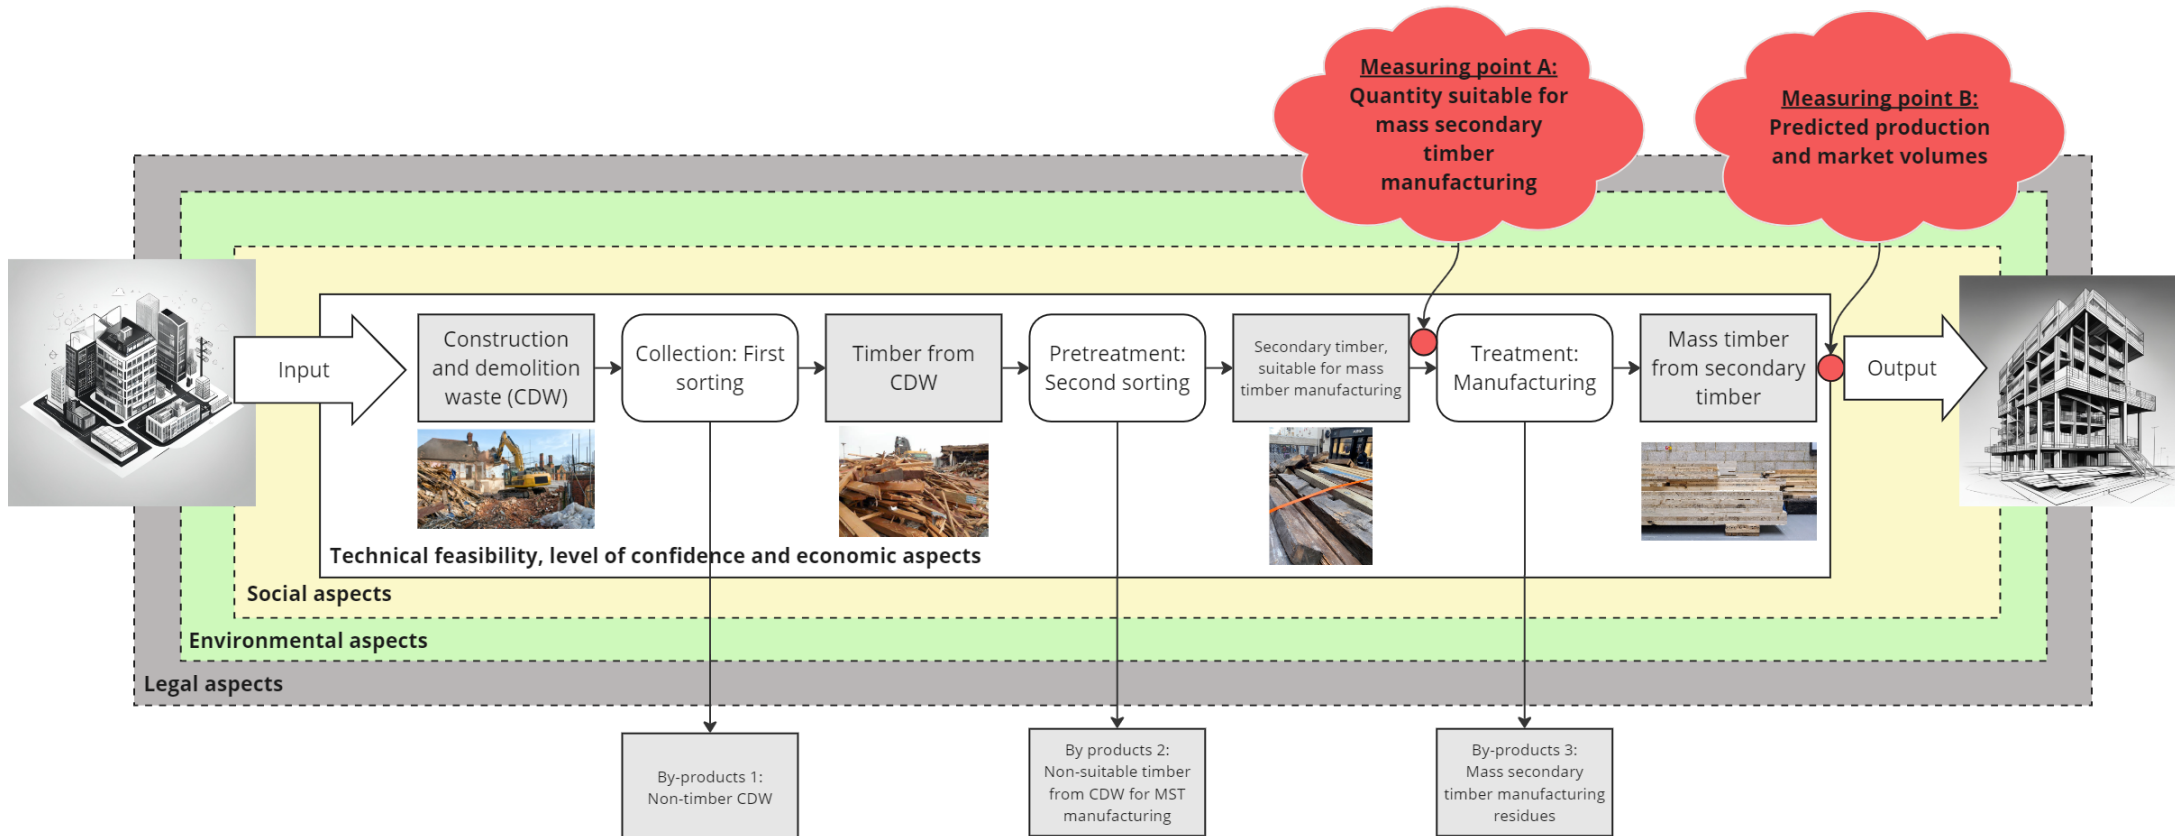 Measuring point A:
Quantity suitable for
mass secondary
timber
manufacturing
Measuring point B:
Predicted production
and market volumes
Input
Construction
and demolition
waste (CDW)
Collection: First
sorting
Timber from
CDW
Pretreatment:
Second sorting
Secondary timber,
suitable for mass
timber manufacturing
Treatment:
Manufacturing
Mass timber
from secondary
timber
Output
Technical feasibility, level of confidence and economic aspects
Social aspects
Environmental aspects
Legal aspects
By-products 1:
Non-timber CDW
By products 2:
Non-suitable timber
from CDW for MST
manufacturing
By-products 3:
Mass secondary
timber manufacturing
residues